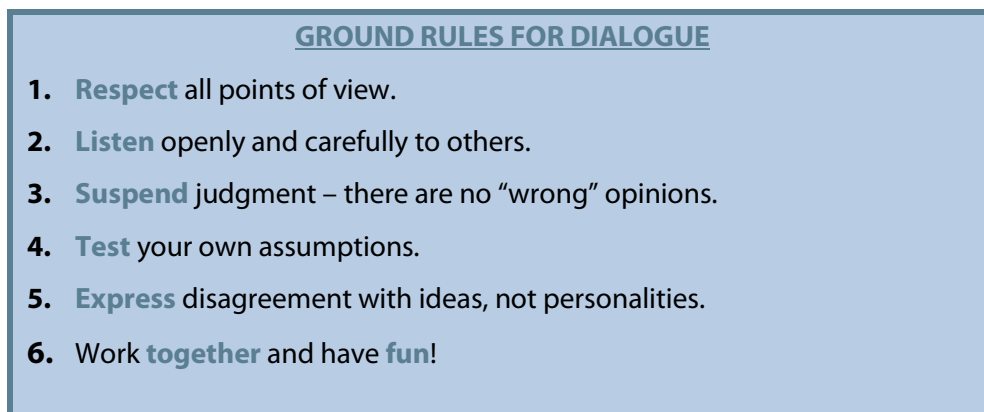 GROUND RULES FOR DIALOGUE
1. Respect all points of view.
2. Listen openly and carefully to others.
3. Suspend judgment – there are no “wrong” opinions.
4. Test your own assumptions.
5. Express disagreement with ideas, not personalities.
6. Work together and have fun!